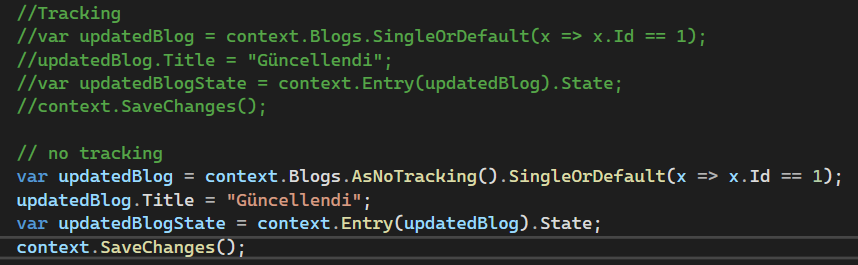 //Tracking
//var updatedBlog = context.Blogs.SingleOrDefault(x => x.Id == 1);
//updatedBlog.Title = "Güncellendi";
//var updatedBlogState = context.Entry(updatedBlog).State;
//context.SaveChanges();
// no tracking
var updatedBlog = context.Blogs.AsNoTracking().SingleOrDefault(x => x.Id == 1);
updatedBlog.Title = "Güncellendi";
var updatedBlogState = context.Entry(updatedBlog).State;
context.SaveChanges();